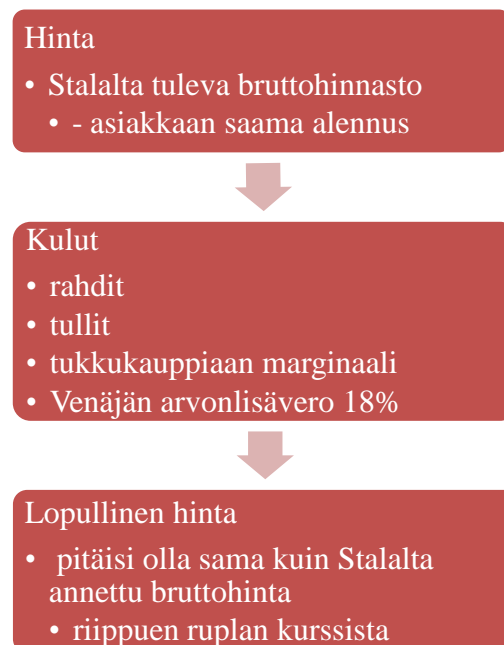 Hinta
• Stalalta tuleva bruttohinnasto
• - asiakkaan saama alennus
Kulut
• rahdit
• tullit
• tukkukauppiaan marginaali
• Venäjän arvonlisävero 18%
Lopullinen hinta
• pitäisi olla sama kuin Stalalta
annettu bruttohinta
• riippuen ruplan kurssista